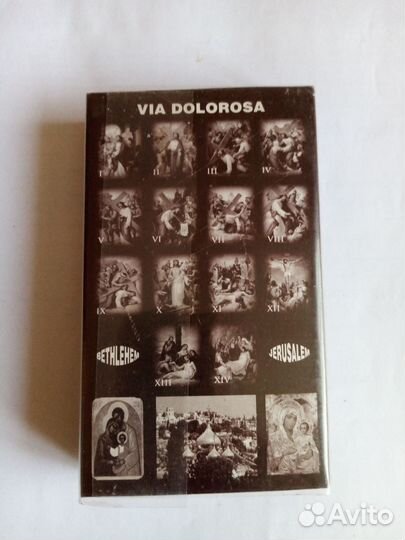 VIA DOLOROSA
I II III IV
V VI VII VIII
IX X XI XII
BETHLEHEM XIII XIV JERUSALEM
Avito